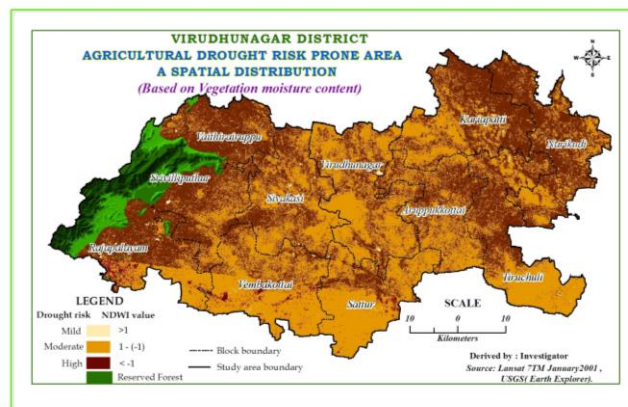 VIRUDHUNAGAR DISTRICT
AGRICULTURAL DROUGHT RISK PRONE AREA
A SPATIAL DISTRIBUTION
(Based on Vegetation moisture content)
N
W E
S
Kariapatti
Narikudi
Vaithirairuppu
Virudhunagar
Srivilliputhur
Sivakasi
Aruppukkottai
Rajapalayam
Tiruchuli
Vembakottai
Sattur
LEGEND
Drought risk NDWI value
Mild >1
Moderate 1 - (-1)
High < -1
Reserved Forest
Block boundary
Study area boundary
SCALE
10 0 10
Kilometers
Derived by : Investigator
Source: Lansat 7TM January2001 ,
USGS( Earth Explorer).